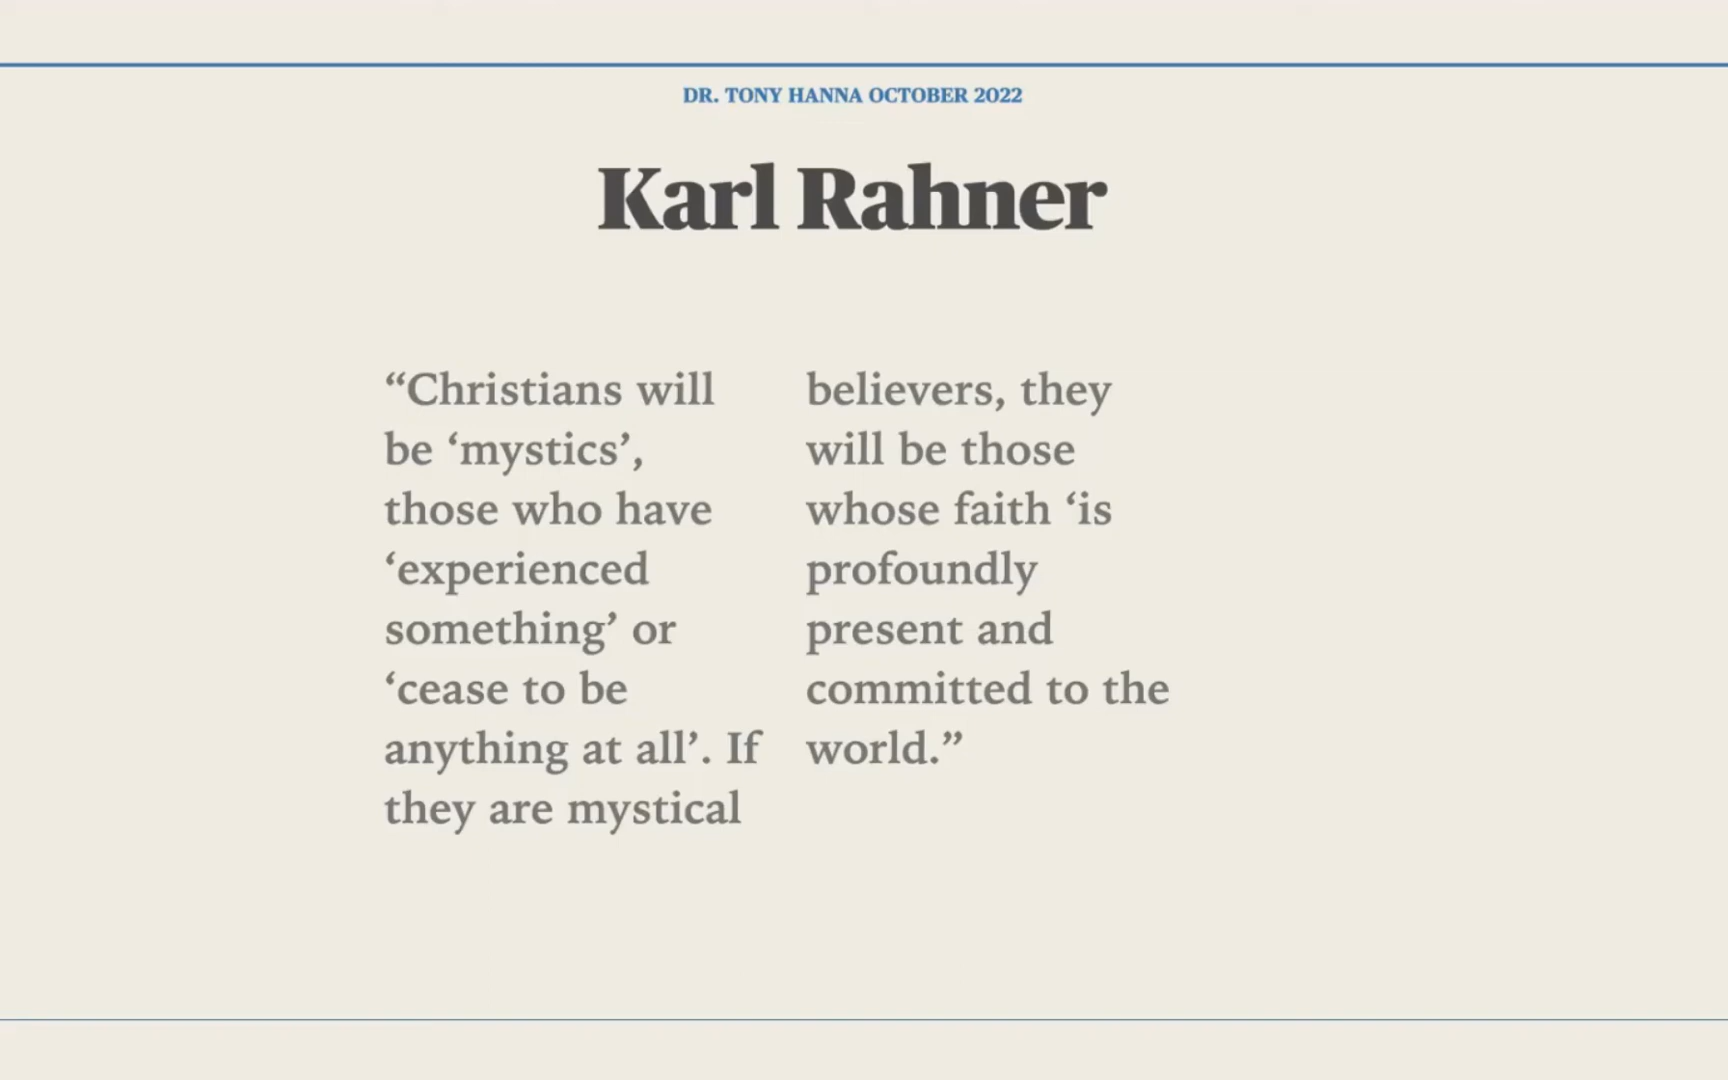 DR. TONY HANNA OCTOBER 2022
Karl Rahner
“Christians will
be ‘mystics’,
those who have
‘experienced
something’ or
‘cease to be
anything at all’. If
they are mystical
believers, they
will be those
whose faith ‘is
profoundly
present and
committed to the
world.”